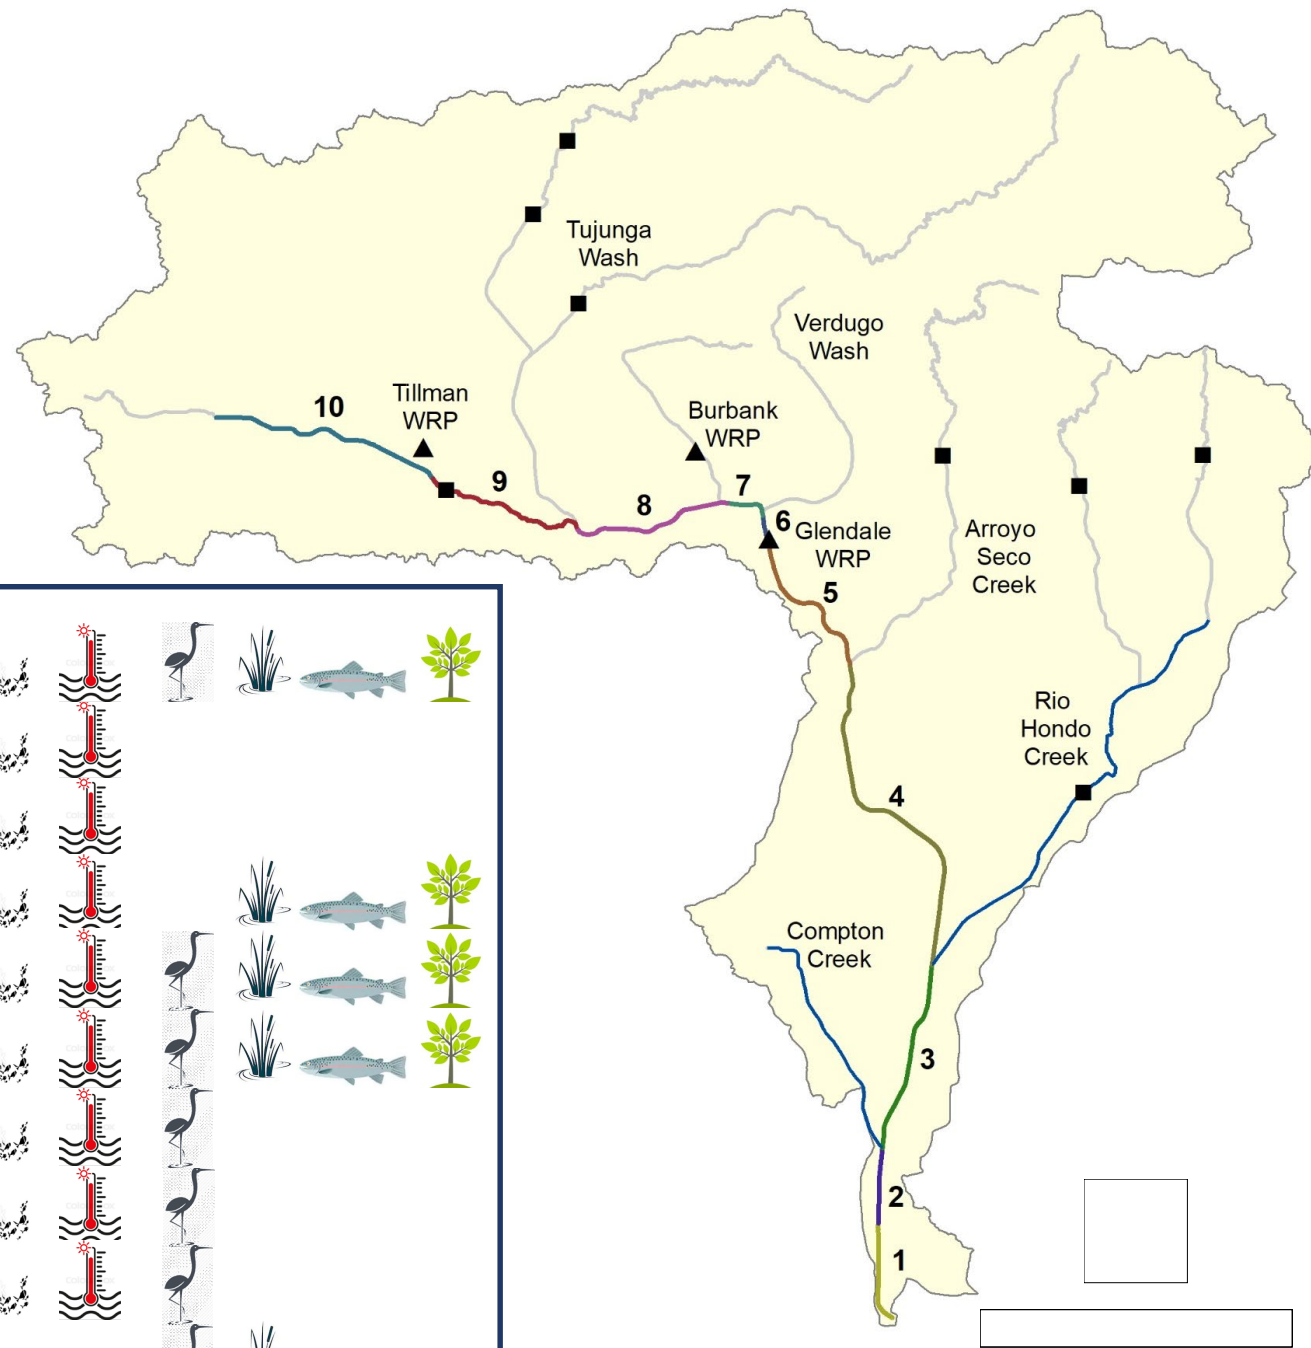 Tujunga
Wash
Verdugo
Wash
Tillman
WRP
10
Burbank
WRP
9
8
7
6
Glendale
WRP
Arroyo
Seco
Creek
5
Rio
Hondo
Creek
4
Compton
Creek
3
2
1